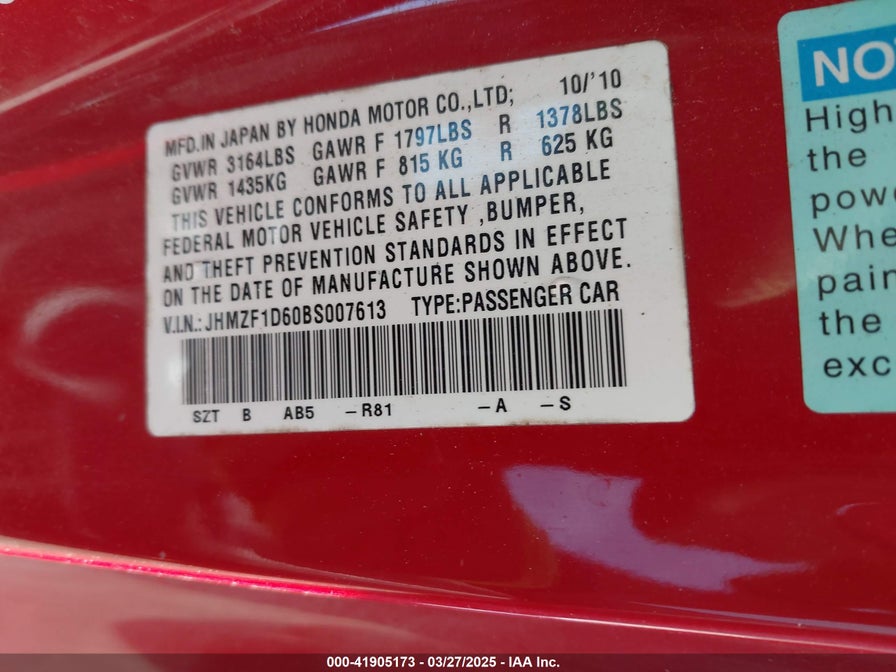 MFD.IN JAPAN BY HONDA MOTOR CO.,LTD; 10/'10
GVWR 3164LBS GAWR F 1797LBS R 1378LBS
GVWR 1435KG GAWR F 815 KG R 625 KG
THIS VEHICLE CONFORMS TO ALL APPLICABLE
FEDERAL MOTOR VEHICLE SAFETY ,BUMPER,
AND THEFT PREVENTION STANDARDS IN EFFECT
ON THE DATE OF MANUFACTURE SHOWN ABOVE.
V.I.N.: JHMZF1D60BS007613 TYPE:PASSENGER CAR
SZT B AB5 -R81 -A -S
NO
High
the
pow
Whe
pain
the
exc
000-41905173 - 03/27/2025 - IAA Inc.